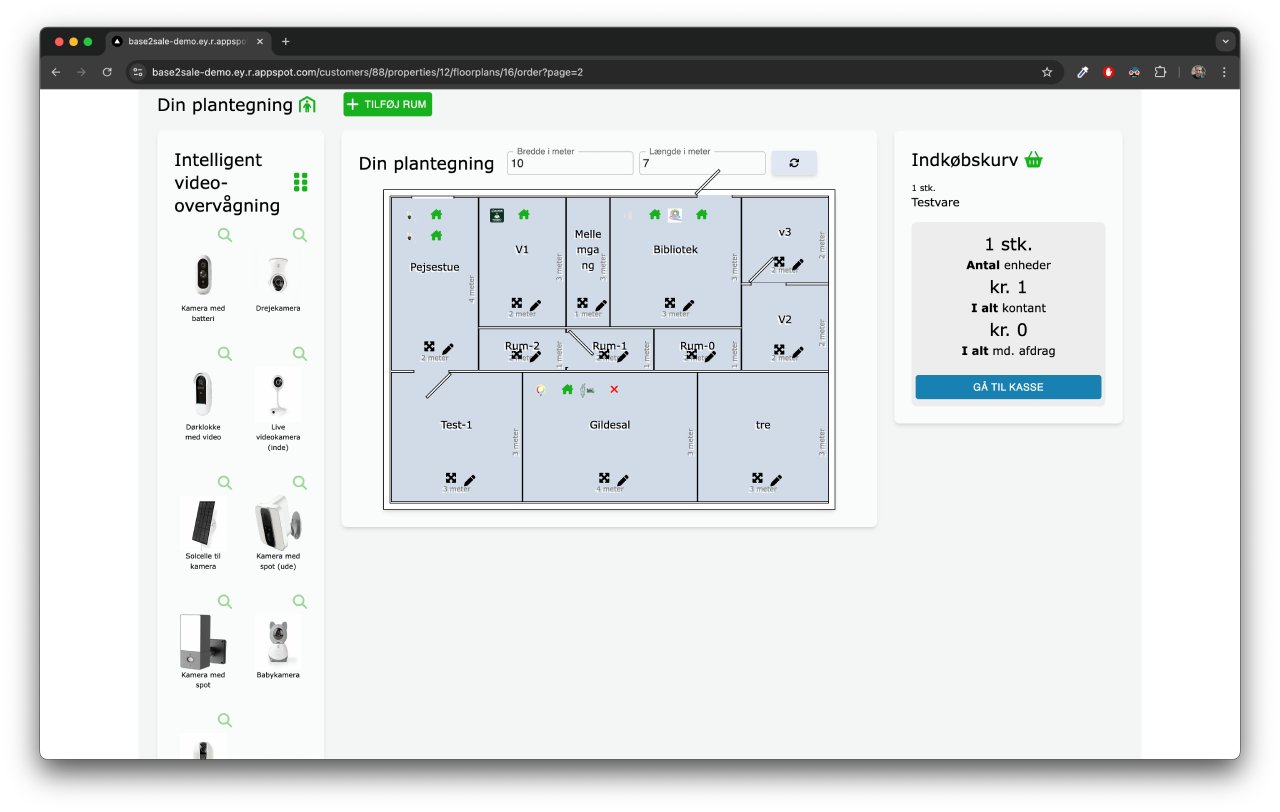 base2sale-demo.ey.r.appspo
base2sale-demo.ey.r.appspot.com/customers/88/properties/12/floorplans/16/order?page=2
Din plantegning
TILFØJ RUM
Intelligent
video-
overvågning
Kamera med
batteri
Drejekamera
Dørklokke
med video
Live
videokamera
(inde)
Solcelle til
kamera
Kamera med
spot (ude)
Kamera med
spot
Babykamera
Din plantegning
Bredde i meter
10
Længde i meter
7
Pejsestue
4 meter
2 meter
V1
3 meter
2 meter
Melle
mga
ng
3 meter
1 meter
Bibliotek
3 meter
3 meter
v3
2 meter
2 meter
V2
2 meter
2 meter
Rum-2
1 meter
Rum-1
1 meter
Rum-0
1 meter
Test-1
3 meter
3 meter
Gildesal
3 meter
4 meter
tre
3 meter
3 meter
Indkøbskurv
1 stk.
Testvare
1 stk.
Antal enheder
kr. 1
I alt kontant
kr. 0
I alt md. afdrag
GÅ TIL KASSE